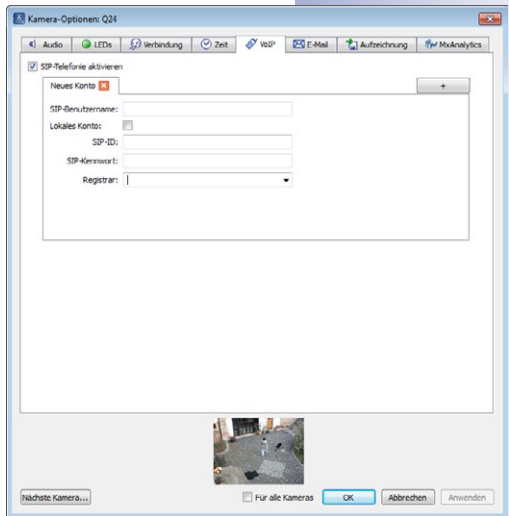 Kamera-Optionen: Q24
Audio LEDs Verbindung Zeit VoIP E-Mail Aufzeichnung MxAnalytics
SIP-Telefonie aktivieren
Neues Konto +
SIP-Benutzername:
Lokales Konto:
SIP-ID:
SIP-Kennwort:
Registrar:
Nächste Kamera... Für alle Kameras OK Abbrechen Anwenden